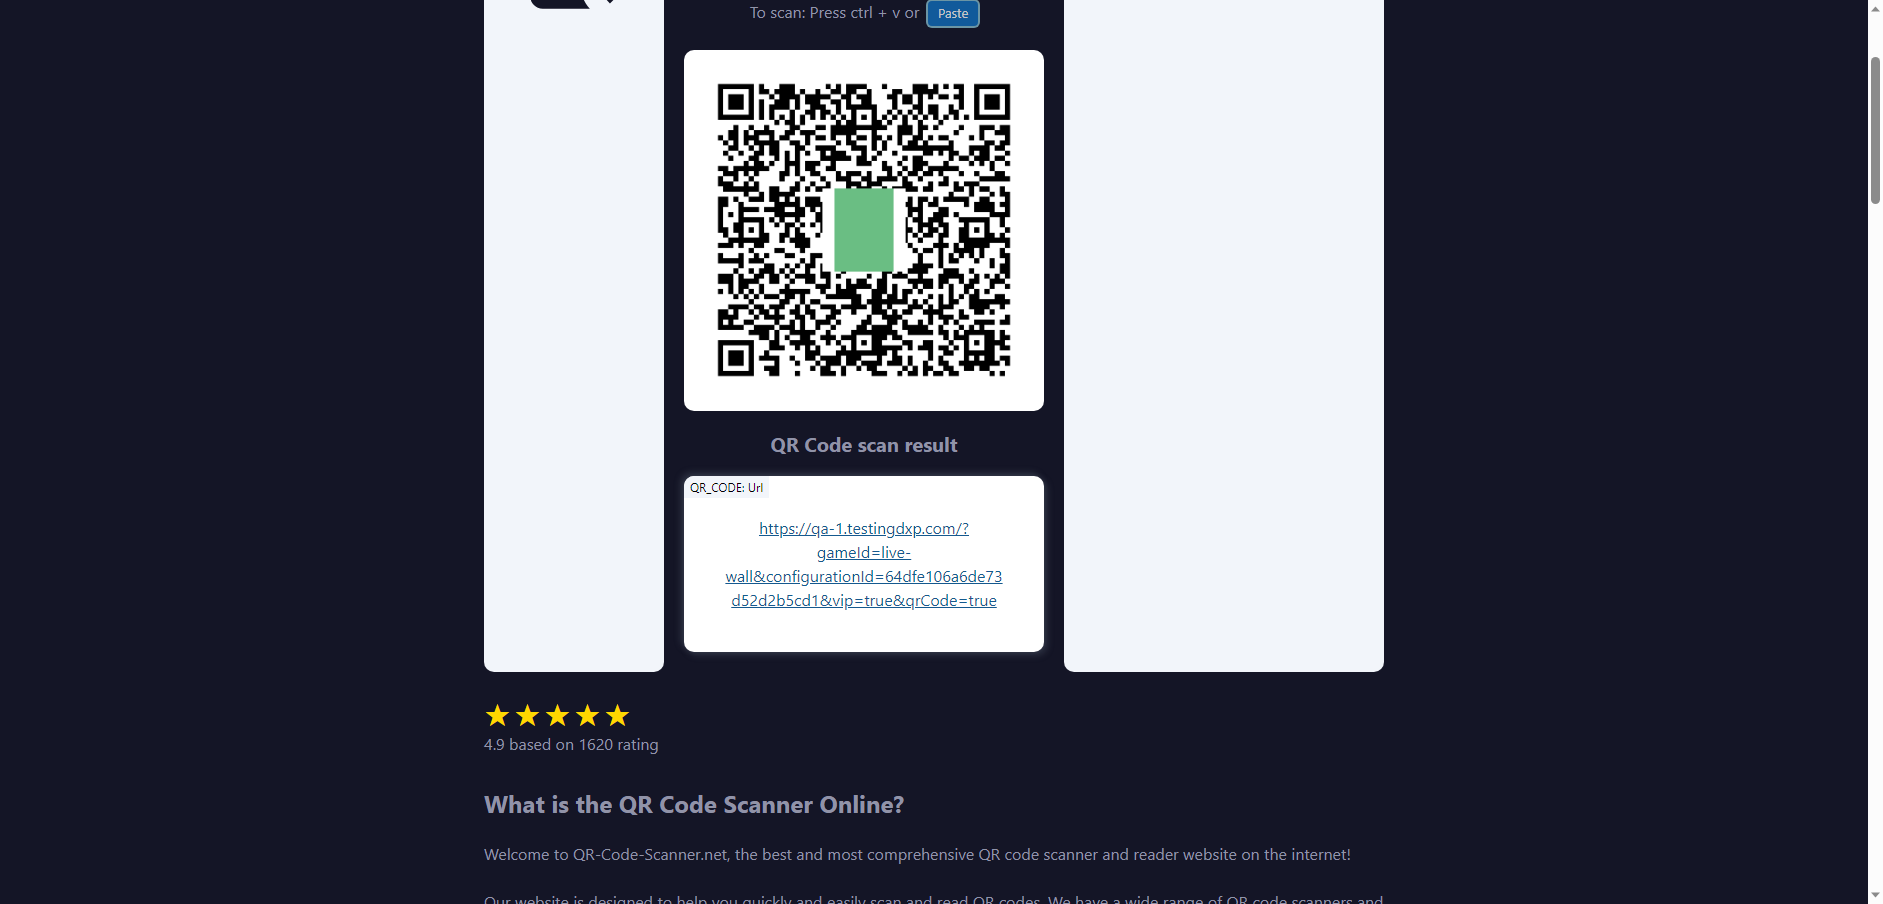 To scan: Press ctrl + v or Paste
QR Code scan result
QR_CODE: Url
https://qa-1.testingdxp.com/?
gameId=live-
wall&configurationId=64dfe106a6de73
d52d2b5cd1&vip=true&qrCode=true
4.9 based on 1620 rating
What is the QR Code Scanner Online?
Welcome to QR-Code-Scanner.net, the best and most comprehensive QR code scanner and reader website on the internet!
Our website is designed to help you quickly and easily scan and read QR codes. We have a wide range of QR code scanners and